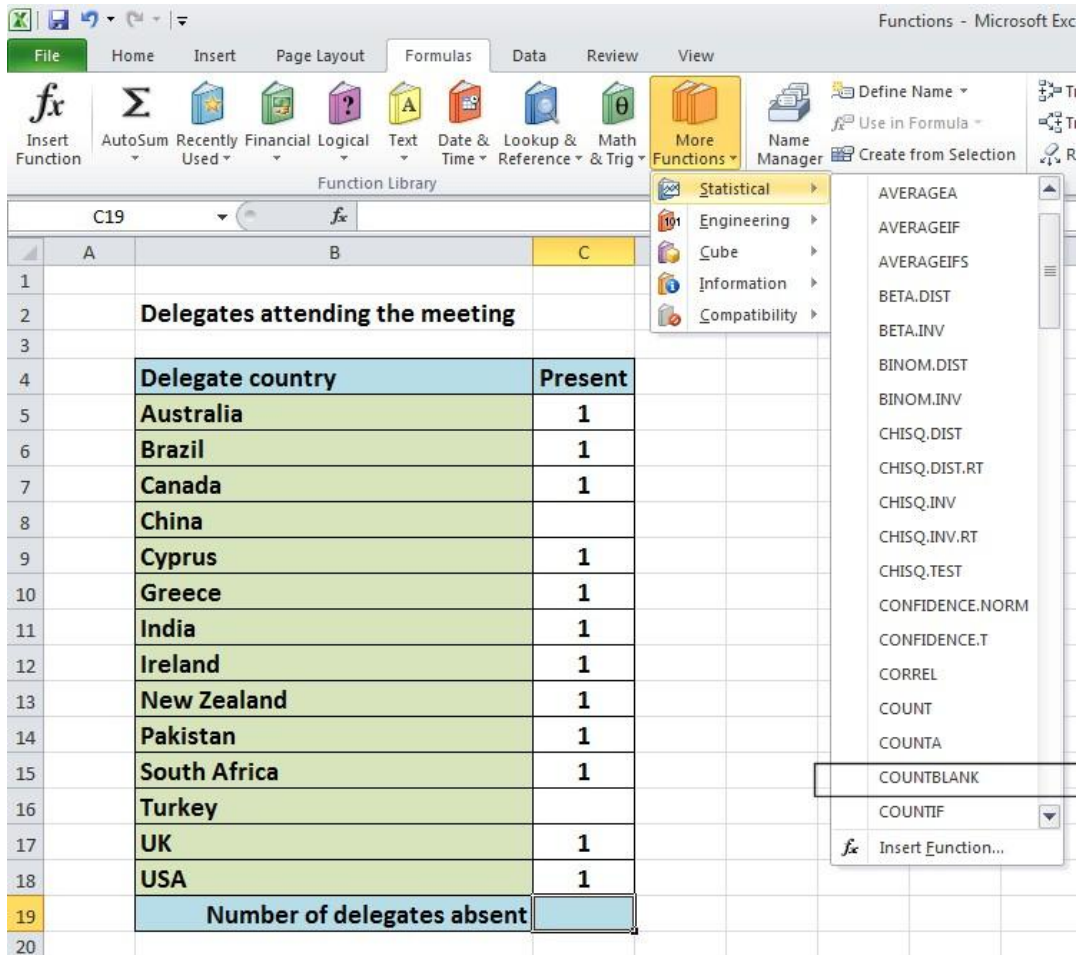 Functions - Microsoft Exc
File Home Insert Page Layout Formulas Data Review View
fx Σ ? A θ
Insert Function AutoSum Recently Used Financial Logical Text Date & Time Lookup & Reference Math & Trig More Functions Name Manager
Define Name
Use in Formula
Create from Selection
Tr
Tr
R
Function Library
C19 fx
Statistical
101 Engineering
Cube
Information
Compatibility
AVERAGEA
AVERAGEIF
AVERAGEIFS
BETA.DIST
BETA.INV
BINOM.DIST
BINOM.INV
CHISQ.DIST
CHISQ.DIST.RT
CHISQ.INV
CHISQ.INV.RT
CHISQ.TEST
CONFIDENCE.NORM
CONFIDENCE.T
CORREL
COUNT
COUNTA
COUNTBLANK
COUNTIF
fx Insert Function...
A B C
1
2 Delegates attending the meeting
3
4 Delegate country Present
5 Australia 1
6 Brazil 1
7 Canada 1
8 China
9 Cyprus 1
10 Greece 1
11 India 1
12 Ireland 1
13 New Zealand 1
14 Pakistan 1
15 South Africa 1
16 Turkey
17 UK 1
18 USA 1
19 Number of delegates absent
20